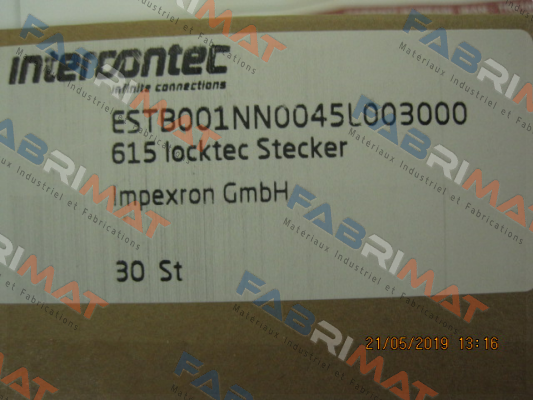 intercontec
infinite connections
ESTB001NN0045L003000
615 locktec Stecker
Impexron GmbH
30 St
21/05/2019 13:16
FABRIMAT
Materiaux Industriel et Fabrications